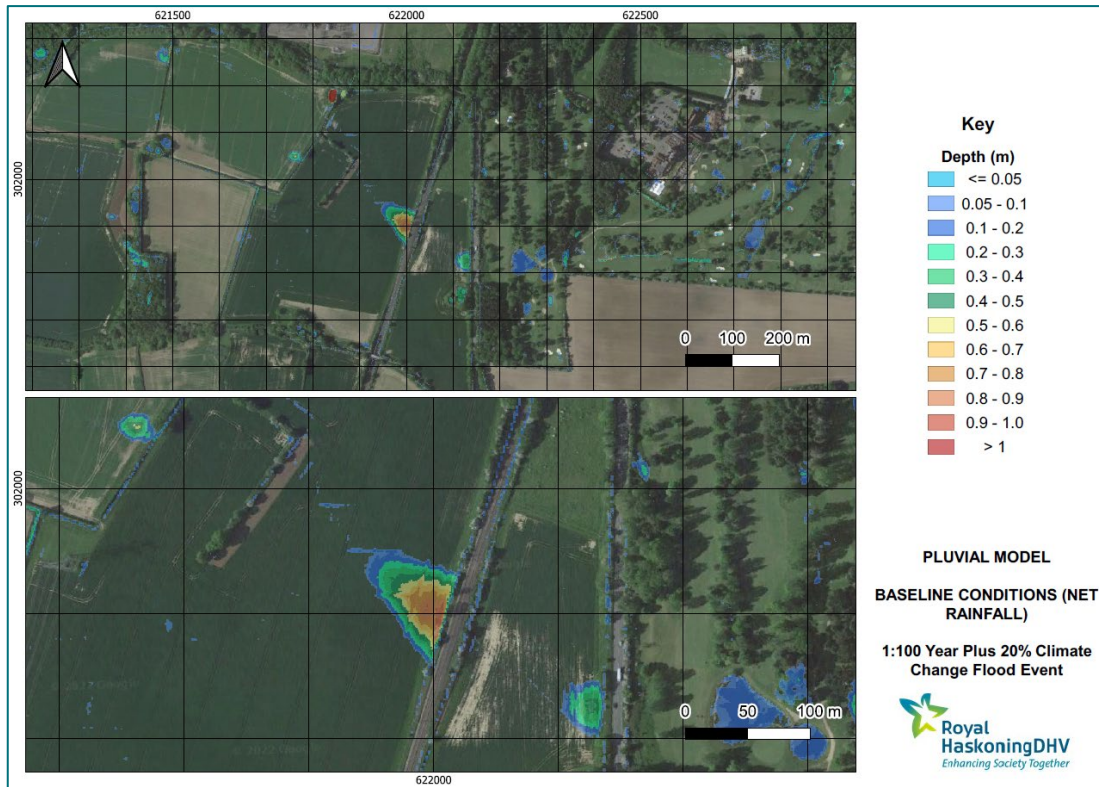 621500
622000
622500
302000
0
100
200 m
302000
0
50
100 m
622000
Key
Depth (m)
<= 0.05
0.05 - 0.1
0.1 - 0.2
0.2 - 0.3
0.3 - 0.4
0.4 - 0.5
0.5 - 0.6
0.6 - 0.7
0.7 - 0.8
0.8 - 0.9
0.9 - 1.0
> 1
PLUVIAL MODEL
BASELINE CONDITIONS (NET
RAINFALL)
1:100 Year Plus 20% Climate
Change Flood Event
Royal
HaskoningDHV
Enhancing Society Together